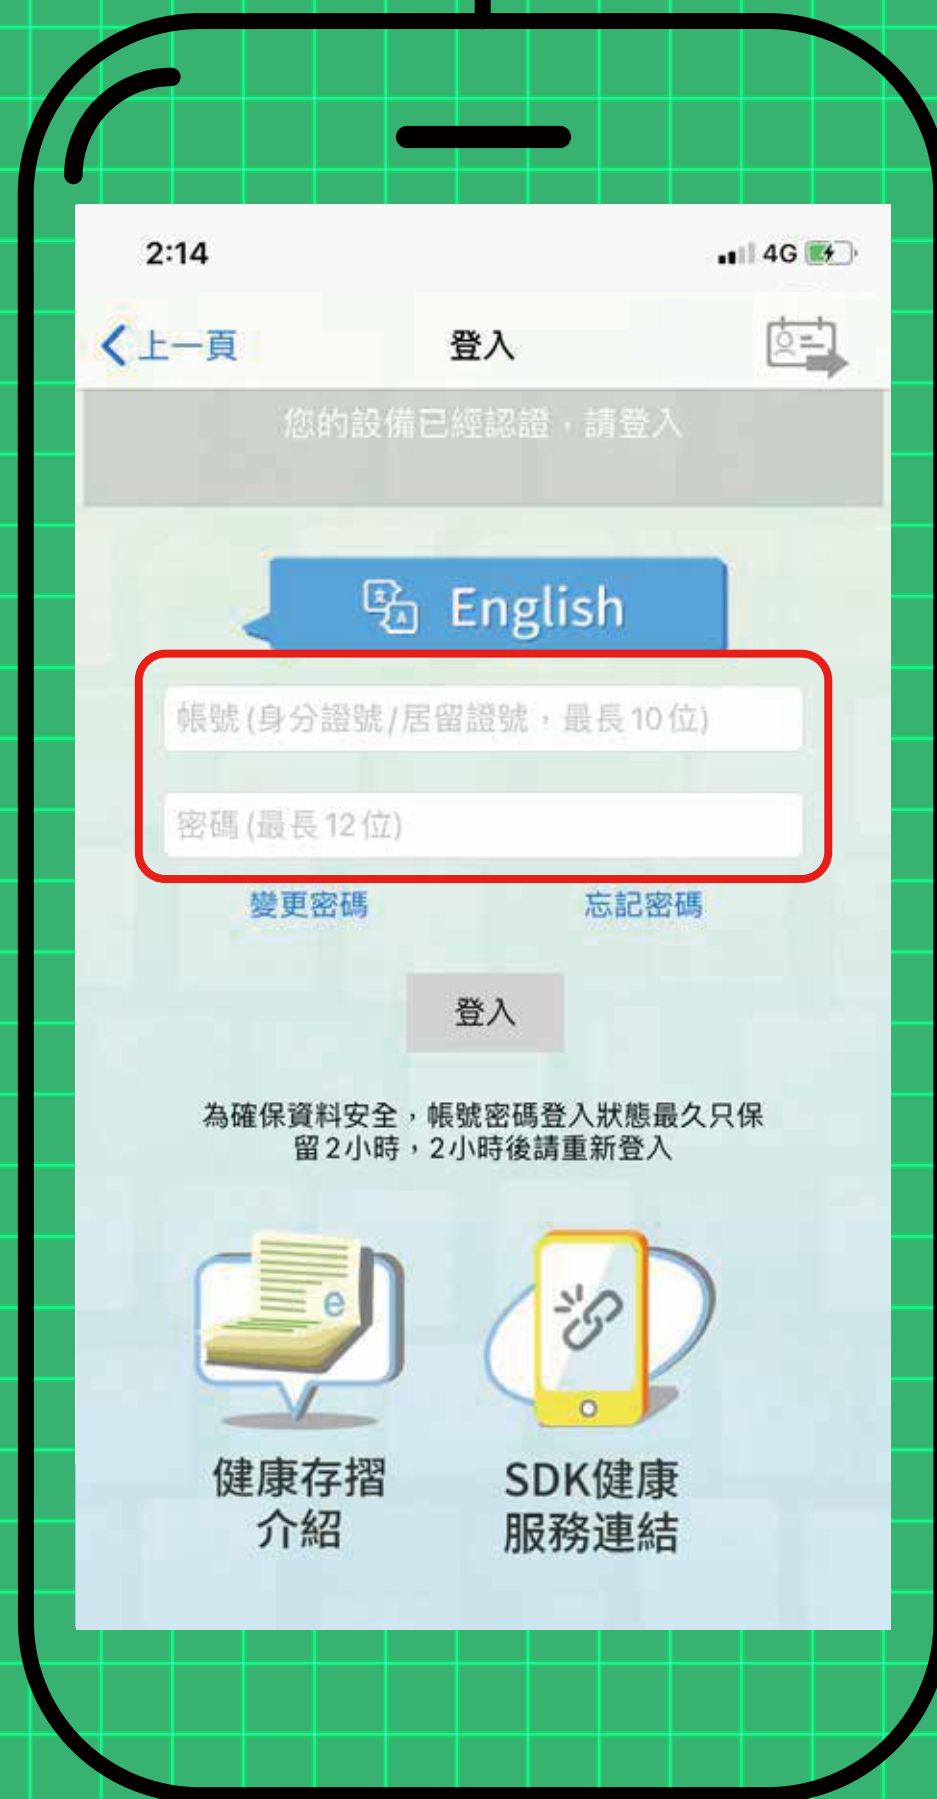 2:14
4G
上一頁
登入
您的設備已經認證，請登入
English
帳號(身分證號/居留證號，最長10位)
密碼(最長12位)
變更密碼
忘記密碼
登入
為確保資料安全，帳號密碼登入狀態最久只保
留2小時，2小時後請重新登入
健康存摺
介紹
SDK健康
服務連結